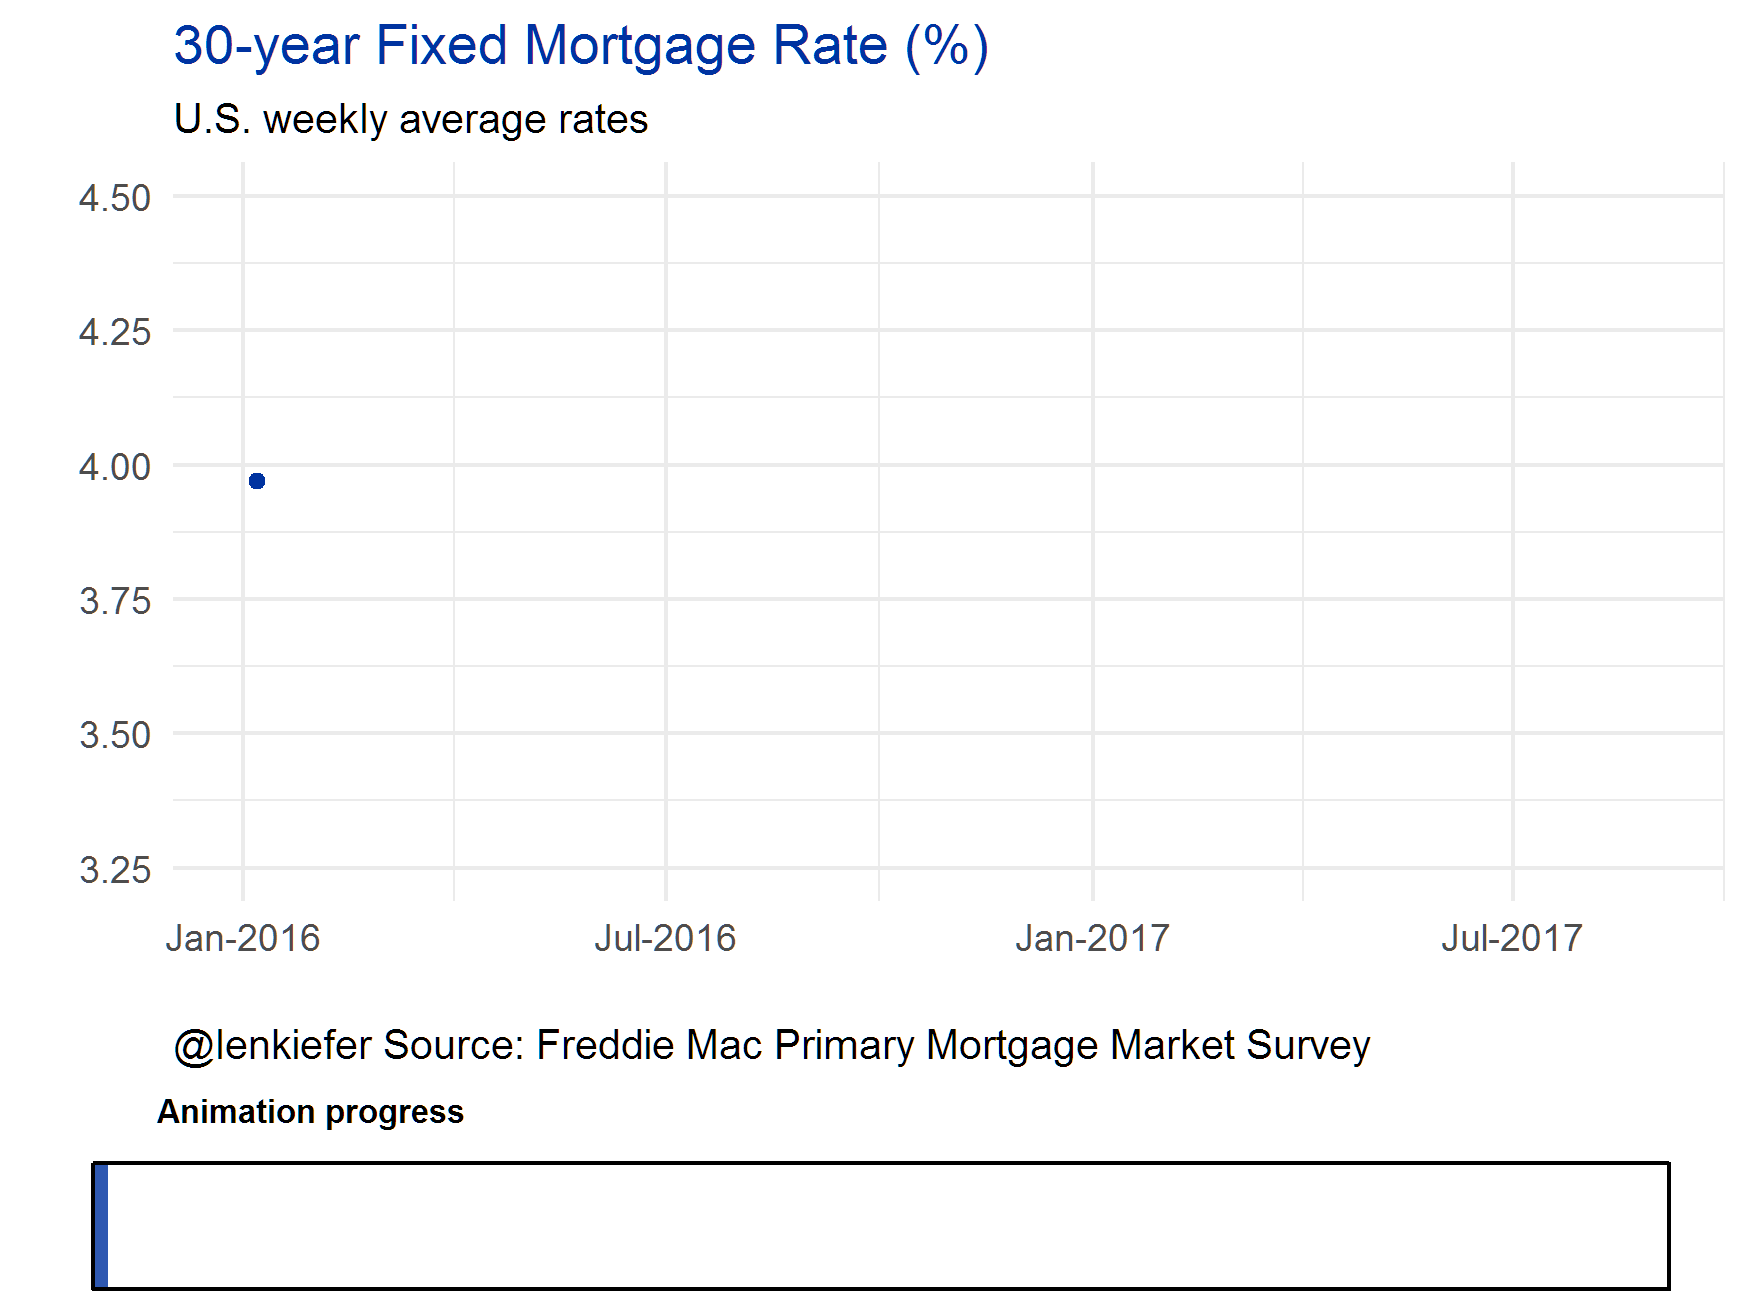 30-year Fixed Mortgage Rate (%)
U.S. weekly average rates
4.50
4.25
4.00
3.75
3.50
3.25
Jan-2016 Jul-2016 Jan-2017 Jul-2017
@lenkiefer Source: Freddie Mac Primary Mortgage Market Survey
Animation progress